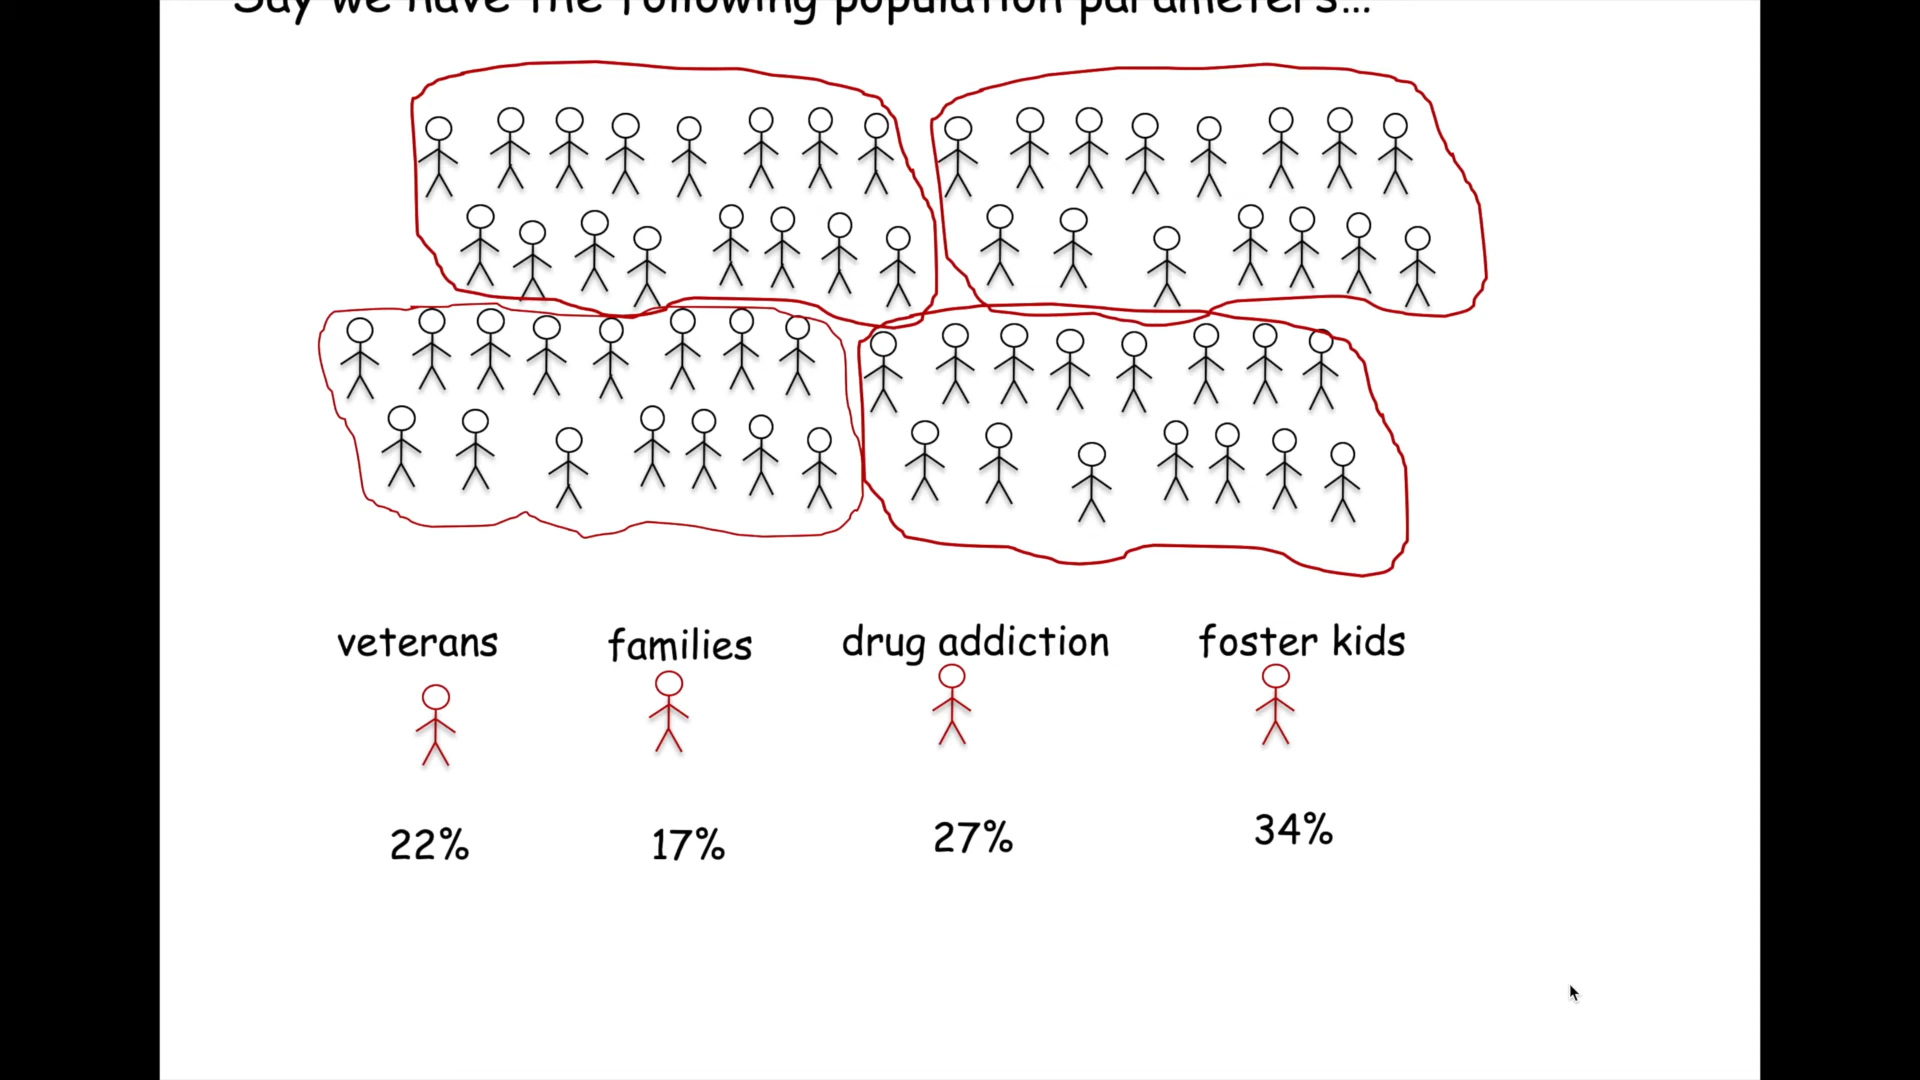 Say we have the following population parameters...
veterans families drug addiction foster kids
22% 17% 27% 34%